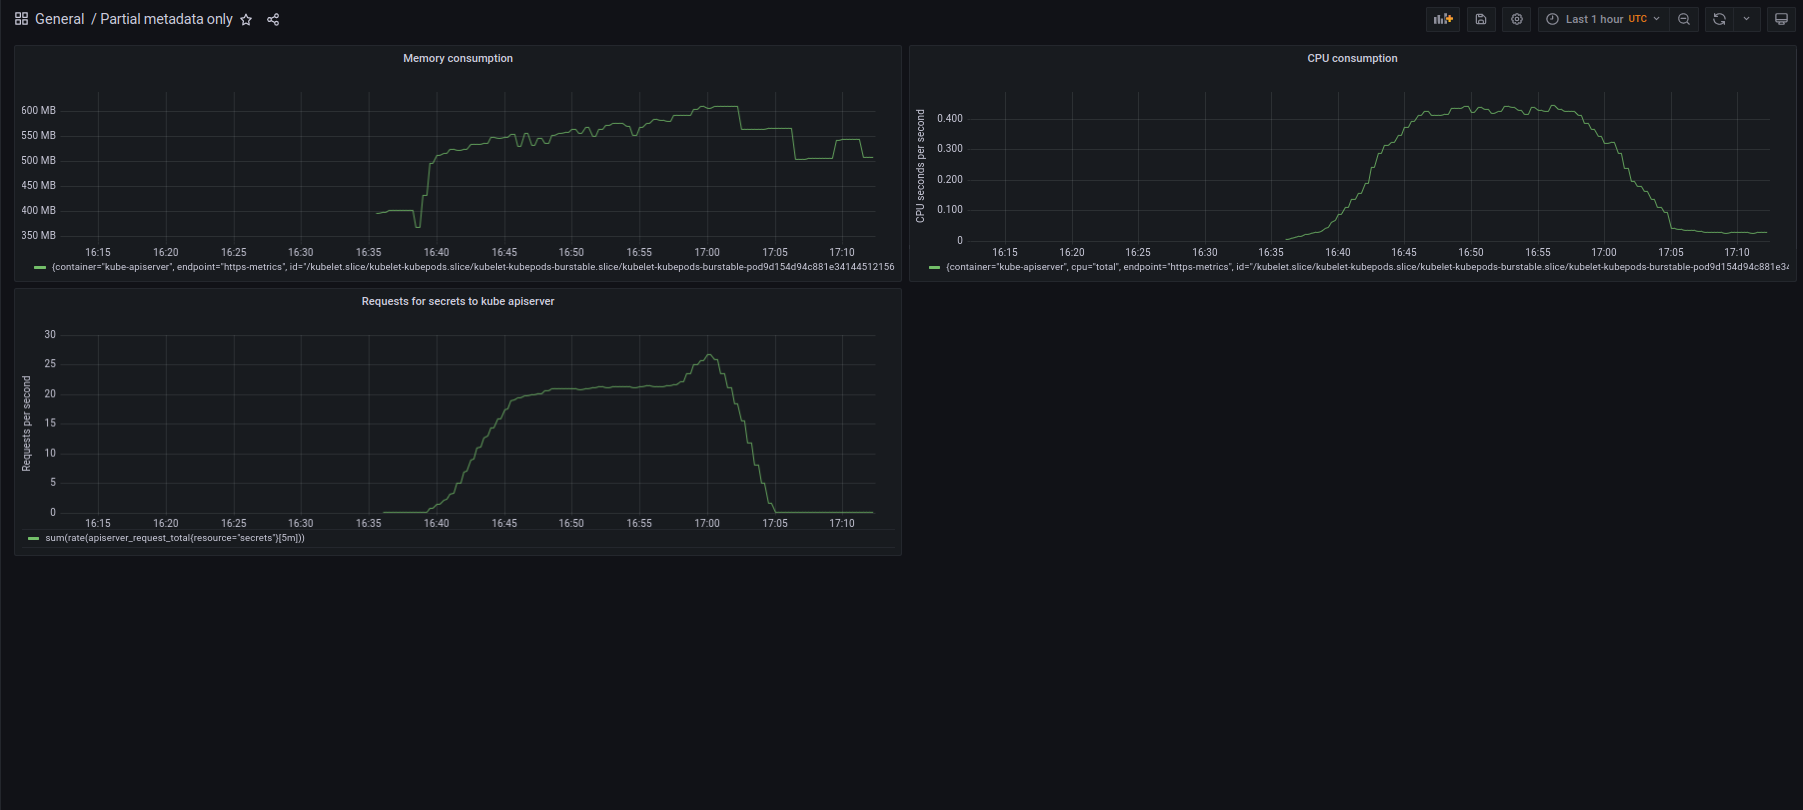 General / Partial metadata only
Last 1 hour UTC
Memory consumption
600 MB
550 MB
500 MB
450 MB
400 MB
350 MB
16:15 16:20 16:25 16:30 16:35 16:40 16:45 16:50 16:55 17:00 17:05 17:10
{container="kube-apiserver", endpoint="https-metrics", id="/kubelet.slice/kubelet-kubepods.slice/kubelet-kubepods-burstable.slice/kubelet-kubepods-burstable-pod9d154d94c881e34144512156
CPU consumption
CPU seconds per second
0.400
0.300
0.200
0.100
0
16:15 16:20 16:25 16:30 16:35 16:40 16:45 16:50 16:55 17:00 17:05 17:10
{container="kube-apiserver", cpu="total", endpoint="https-metrics", id="/kubelet.slice/kubelet-kubepods.slice/kubelet-kubepods-burstable.slice/kubelet-kubepods-burstable-pod9d154d94c881e34
Requests for secrets to kube apiserver
Requests per second
30
25
20
15
10
5
0
16:15 16:20 16:25 16:30 16:35 16:40 16:45 16:50 16:55 17:00 17:05 17:10
sum(rate(apiserver_request_total{resource="secrets"}[5m]))